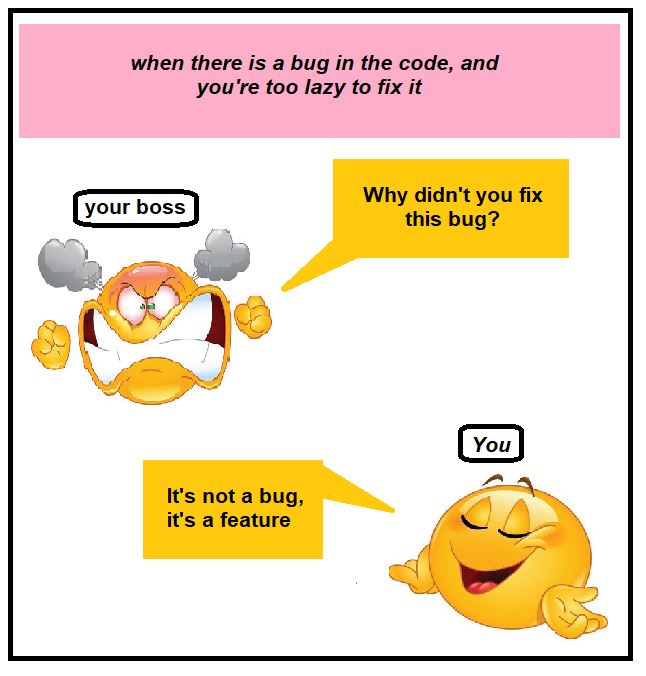 when there is a bug in the code, and
you're too lazy to fix it
your boss
Why didn't you fix
this bug?
You
It's not a bug,
it's a feature